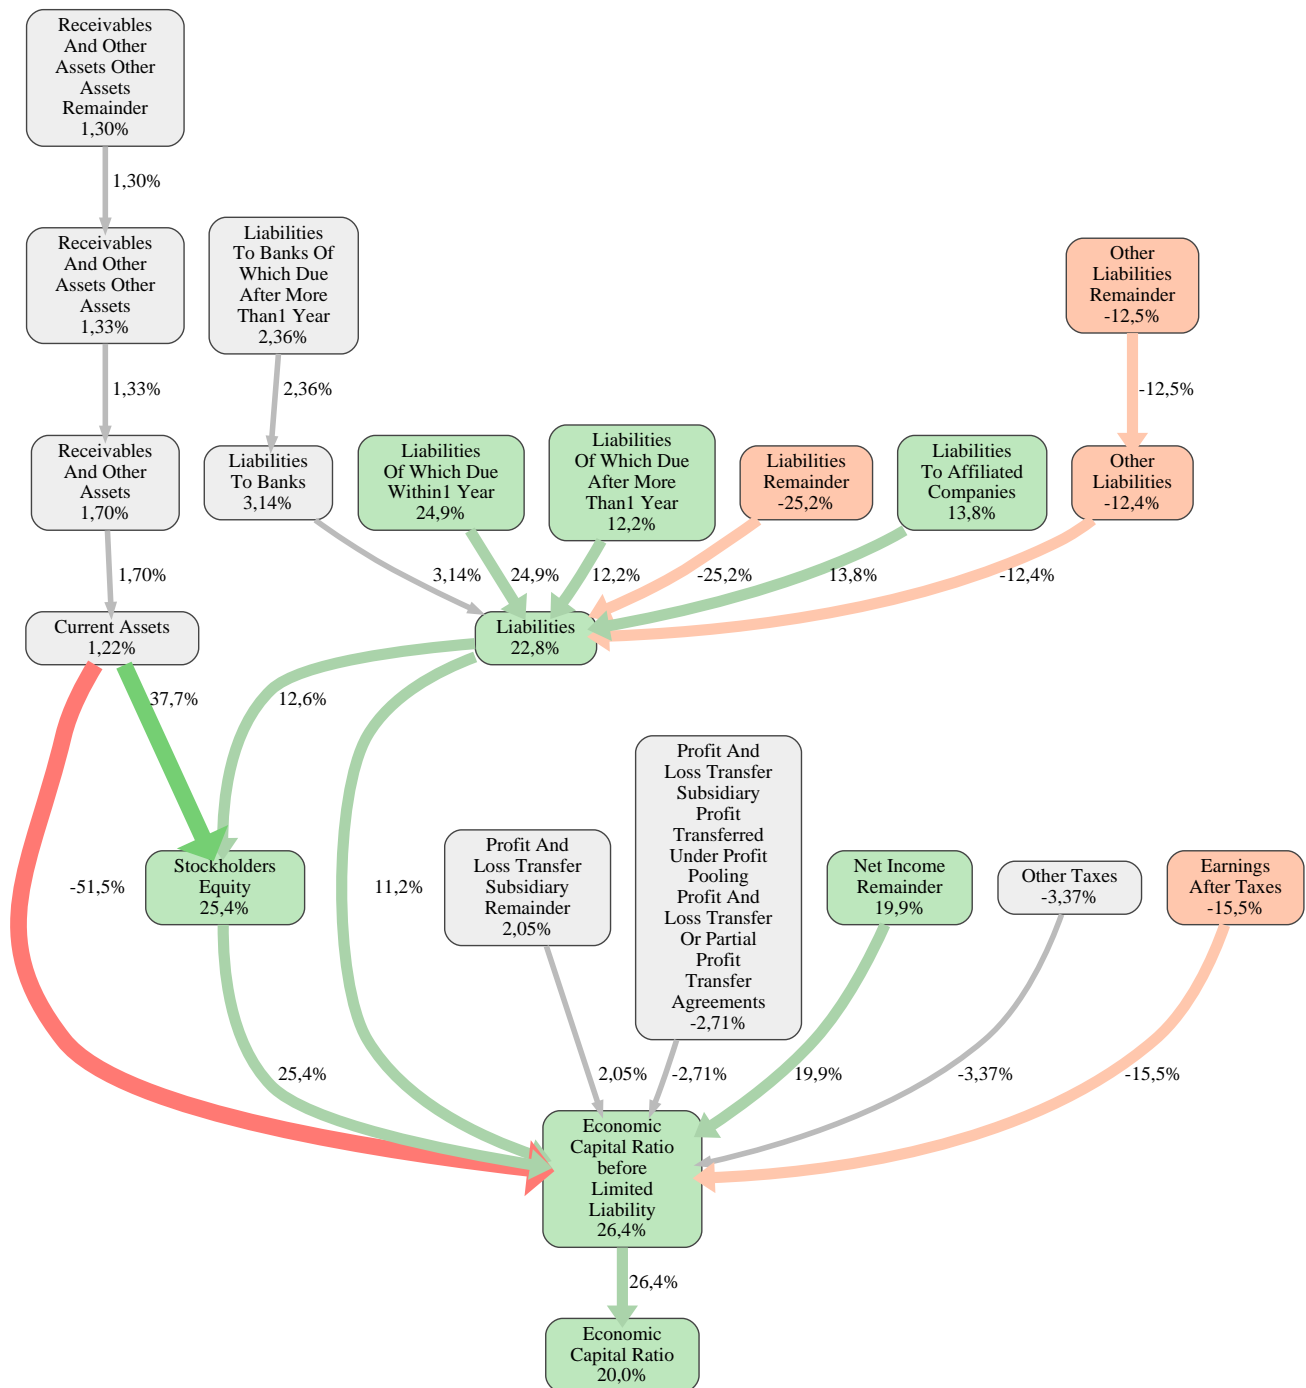 Receivables
And Other
Assets Other
Assets
Remainder
1,30%
1,30%
Receivables
And Other
Assets Other
Assets
1,33%
Liabilities
To Banks Of
Which Due
After More
Than1 Year
2,36%
Other
Liabilities
Remainder
-12,5%
1,33%
2,36%
-12,5%
Receivables
And Other
Assets
1,70%
Liabilities
To Banks
3,14%
Liabilities
Of Which Due
Within1 Year
24,9%
Liabilities
Of Which Due
After More
Than1 Year
12,2%
Liabilities
Remainder
-25,2%
Liabilities
To Affiliated
Companies
13,8%
Other
Liabilities
-12,4%
1,70%
3,14%
24,9%
12,2%
-25,2%
13,8%
-12,4%
Current Assets
1,22%
Liabilities
22,8%
37,7%
12,6%
Profit And
Loss Transfer
Subsidiary
Profit
Transferred
Under Profit
Pooling
Profit And
Loss Transfer
Or Partial
Profit
Transfer
Agreements
-2,71%
-51,5%
Stockholders
Equity
25,4%
11,2%
Profit And
Loss Transfer
Subsidiary
Remainder
2,05%
Net Income
Remainder
19,9%
Other Taxes
-3,37%
Earnings
After Taxes
-15,5%
25,4%
2,05%
-2,71%
19,9%
-3,37%
-15,5%
Economic
Capital Ratio
before
Limited
Liability
26,4%
26,4%
Economic
Capital Ratio
20,0%